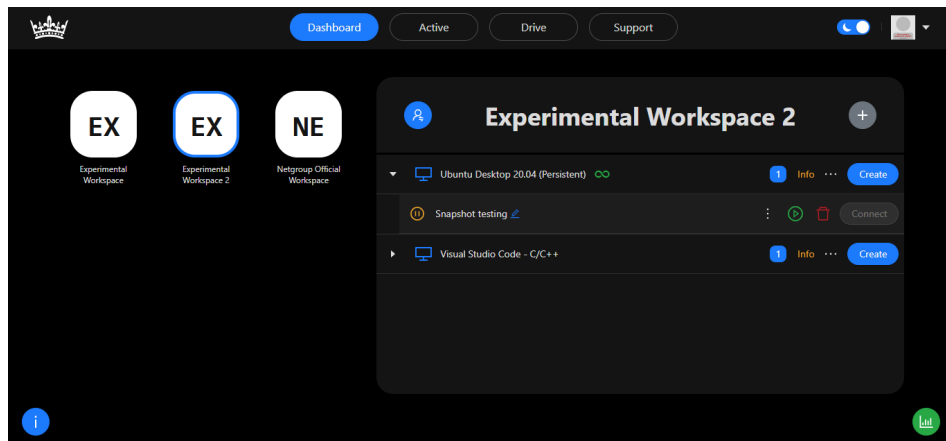 Dashboard
Active
Drive
Support
EX
Experimental
Workspace
EX
Experimental
Workspace 2
NE
Netgroup Official
Workspace
Experimental Workspace 2
Ubuntu Desktop 20.04 (Persistent)
1 Info ··· Create
Snapshot testing
Connect
Visual Studio Code - C/C++
1 Info ··· Create
i